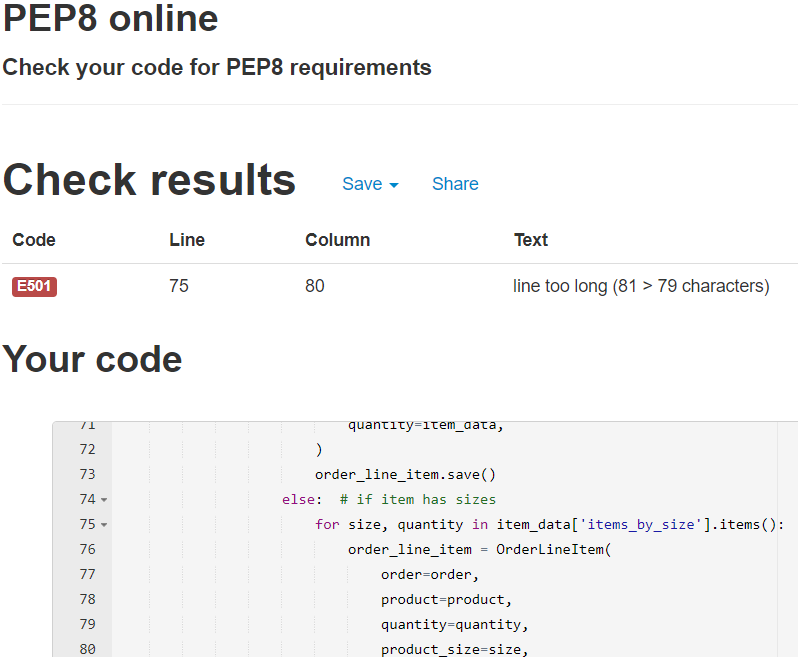 PEP8 online
Check your code for PEP8 requirements
Check results Save Share
Code Line Column Text
E501 75 80 line too long (81 > 79 characters)
Your code
71 quantity=item_data,
72 )
73 order_line_item.save()
74 else:  # if item has sizes
75 for size, quantity in item_data['items_by_size'].items():
76 order_line_item = OrderLineItem(
77 order=order,
78 product=product,
79 quantity=quantity,
80 product_size=size,